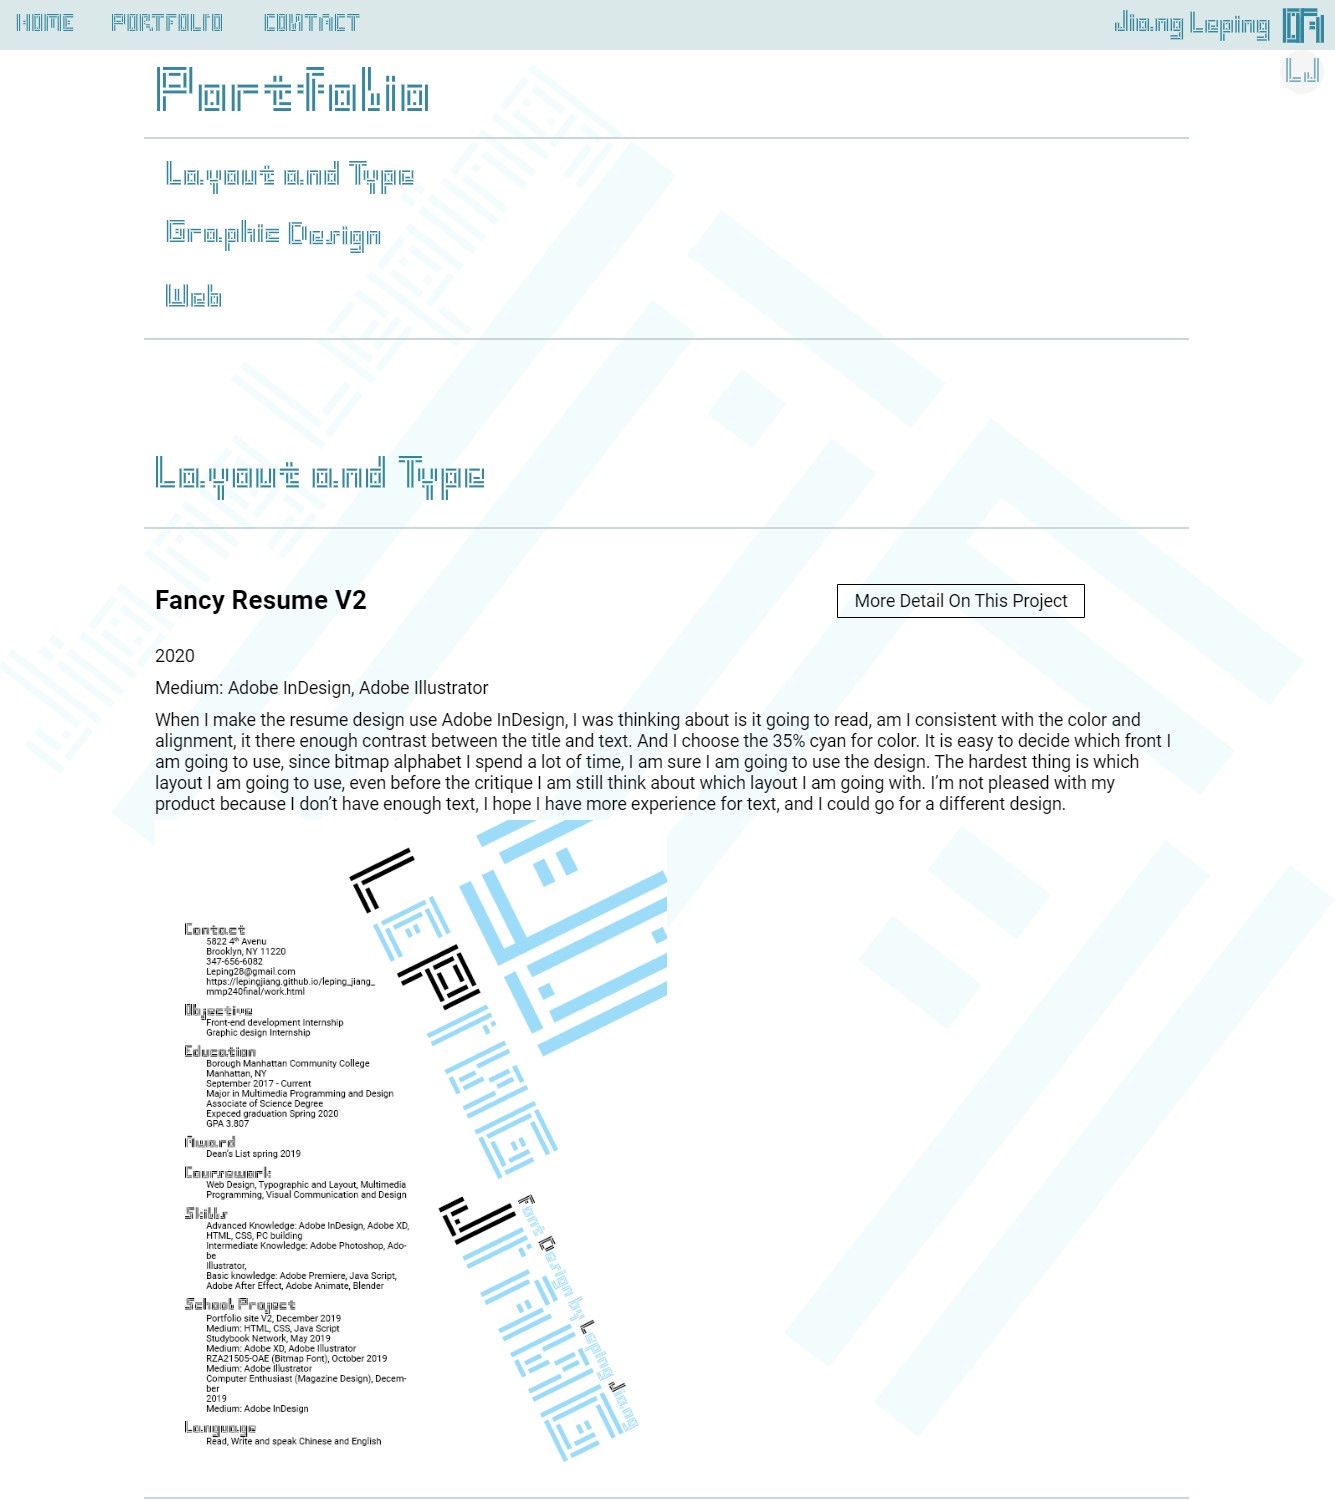 HOME PORTFOLIO CONTACT
Jiang Leping
LJ
Portfolio
Layout and Type
Graphic Design
Web
Layout and Type
Fancy Resume V2
More Detail On This Project
2020
Medium: Adobe InDesign, Adobe Illustrator
When I make the resume design use Adobe InDesign, I was thinking about is it going to read, am I consistent with the color and
alignment, it there enough contrast between the title and text. And I choose the 35% cyan for color. It is easy to decide which front I
am going to use, since bitmap alphabet I spend a lot of time, I am sure I am going to use the design. The hardest thing is which
layout I am going to use, even before the critique I am still think about which layout I am going with. I’m not pleased with my
product because I don’t have enough text, I hope I have more experience for text, and I could go for a different design.
Contact
5822 4th Avenu
Brooklyn, NY 11220
347-656-6082
Leping28@gmail.com
https://lepingjiang.github.io/leping_jiang_
mmp240final/work.html
Objective
Front-end development Internship
Graphic design Internship
Education
Borough Manhattan Community College
Manhattan, NY
September 2017 - Current
Major in Multimedia Programming and Design
Associate of Science Degree
Expeced graduation Spring 2020
GPA 3.807
Award
Dean's List spring 2019
Coursework
Web Design, Typographic and Layout, Multimedia
Programming, Visual Communication and Design
Skills
Advanced Knowledge: Adobe InDesign, Adobe XD,
HTML, CSS, PC building
Intermediate Knowledge: Adobe Photoshop, Ado-
be
Illustrator,
Basic knowledge: Adobe Premiere, Java Script,
Adobe After Effect, Adobe Animate, Blender
School Project
Portfolio site V2, December 2019
Medium: HTML, CSS, Java Script
Studybook Network, May 2019
Medium: Adobe XD, Adobe Illustrator
RZA21505-OAE (Bitmap Font), October 2019
Medium: Adobe Illustrator
Computer Enthusiast (Magazine Design), Decem-
ber
2019
Medium: Adobe InDesign
Language
Read, Write and speak Chinese and English
LEPING
JIANG
Font Design by Leping Jiang
Jiang Leping